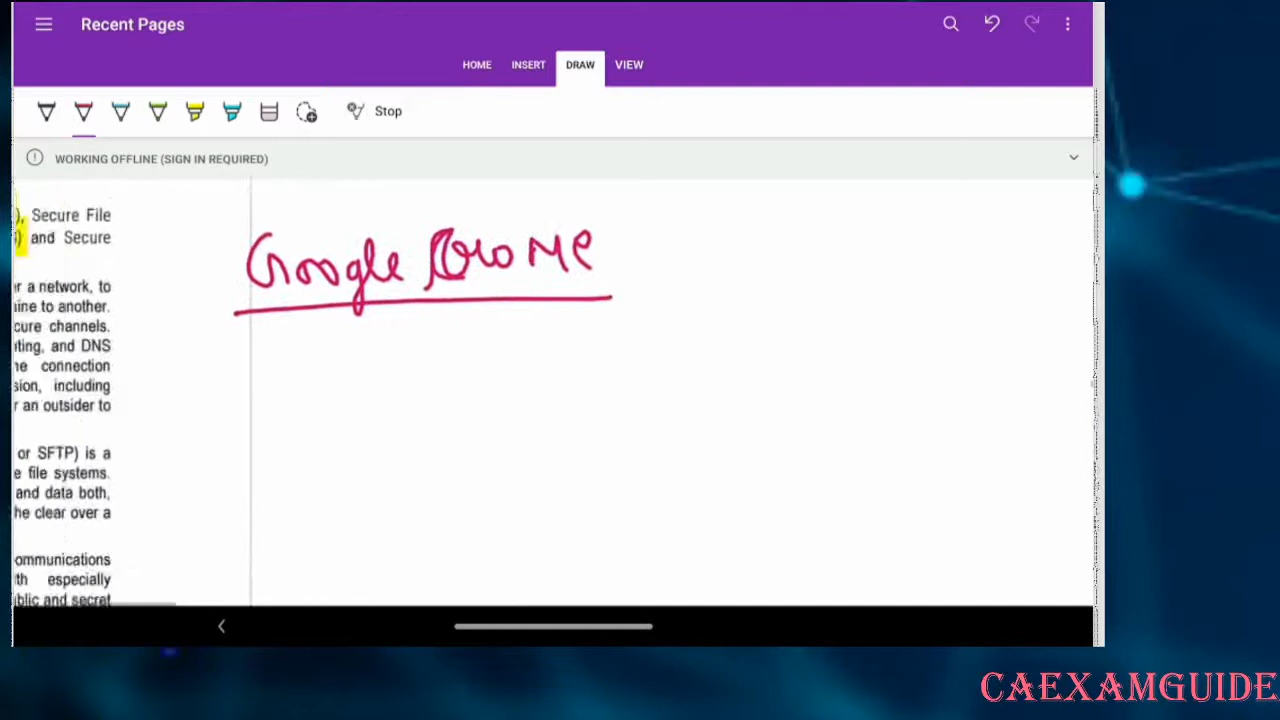 Recent Pages
HOME INSERT DRAW VIEW
Stop
WORKING OFFLINE (SIGN IN REQUIRED)
), Secure File
and Secure
r a network, to
ine to another.
cure channels.
iting, and DNS
he connection
sion, including
r an outsider to
or SFTP) is a
e file systems.
and data both,
he clear over a
ommunications
th especially
blic and secret
Google
CAEXAMGUIDE